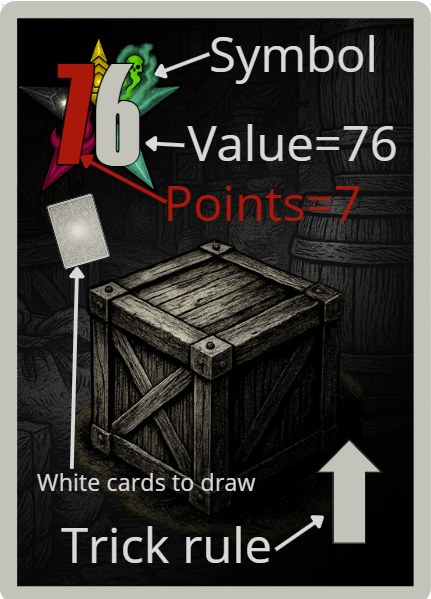 Symbol
76
Value=76
Points=7
White cards to draw
Trick rule